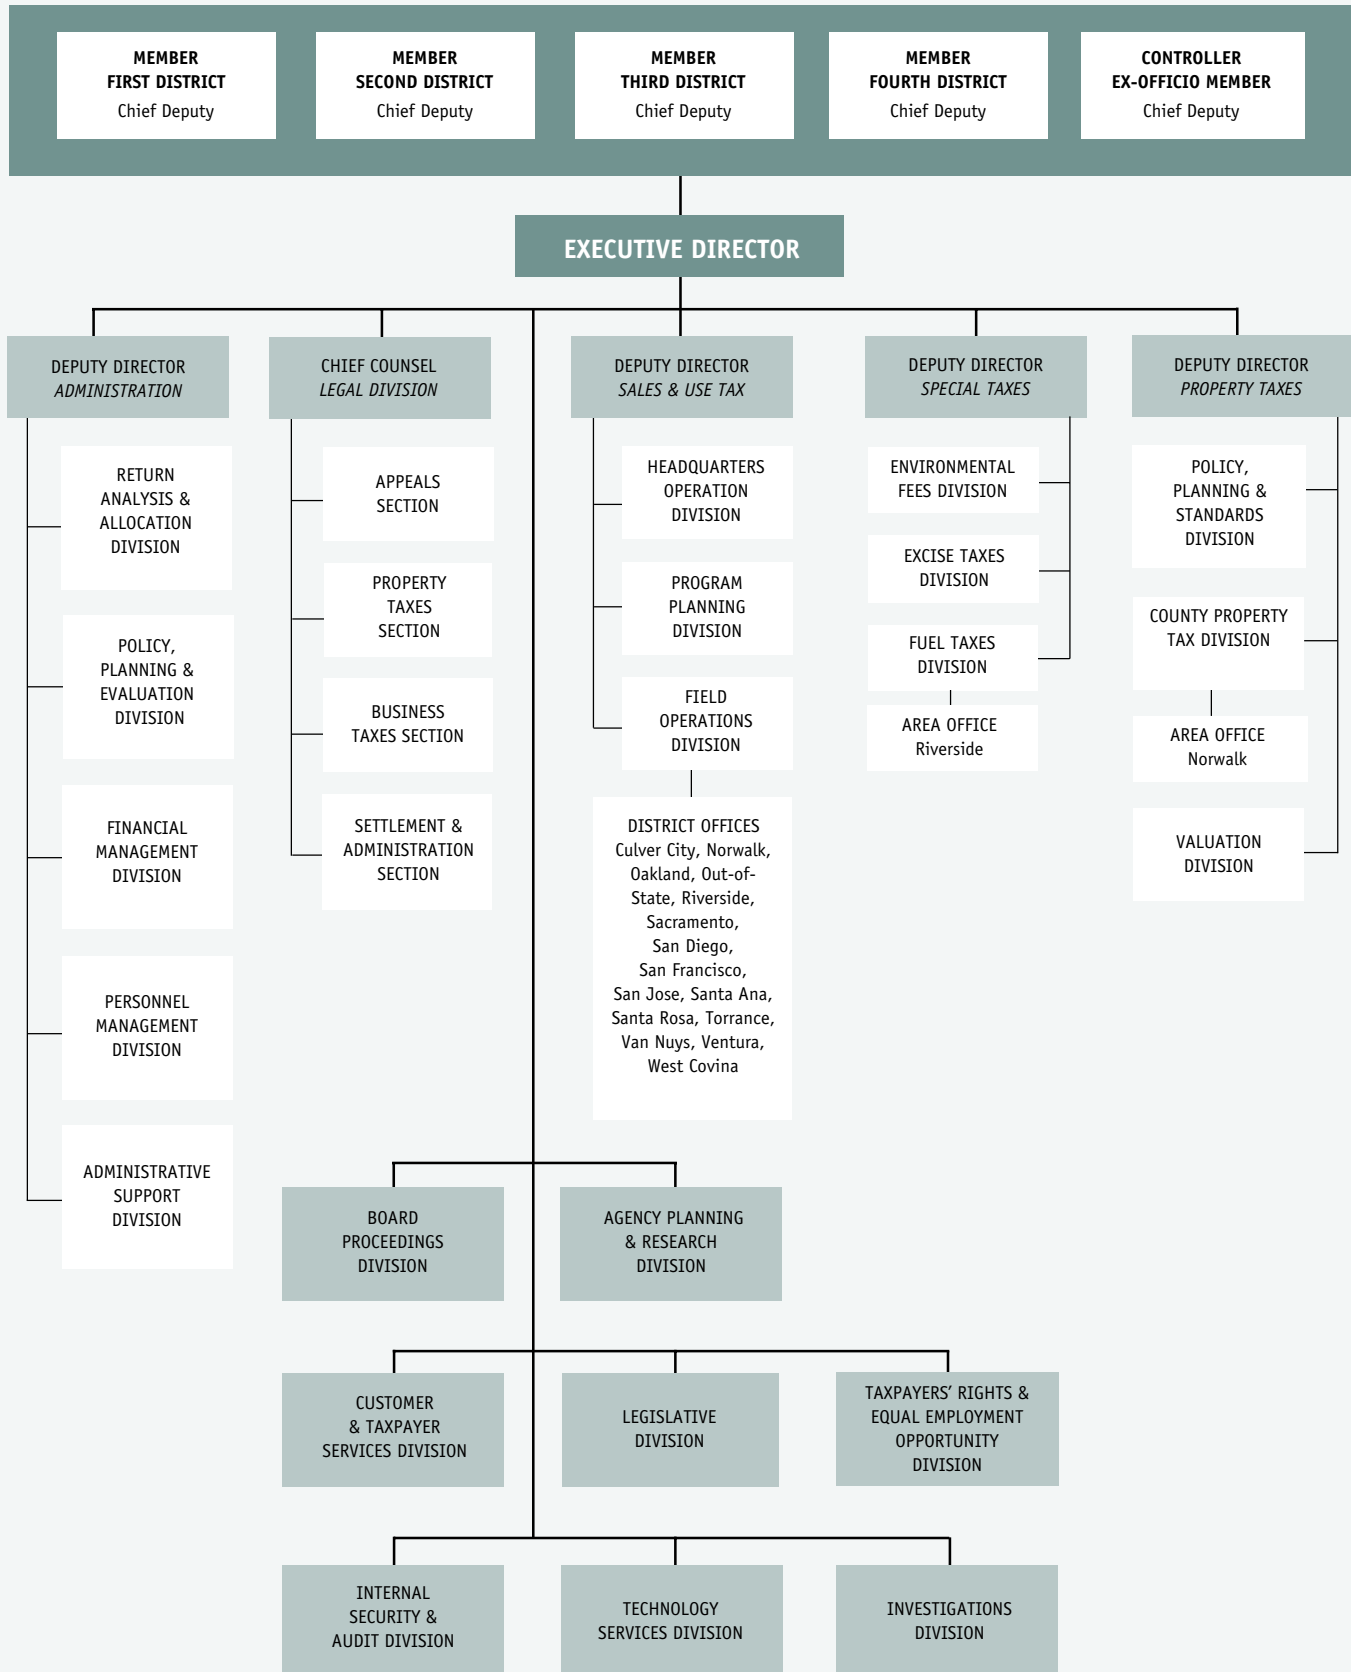 MEMBER
FIRST DISTRICT
Chief Deputy
MEMBER
SECOND DISTRICT
Chief Deputy
MEMBER
THIRD DISTRICT
Chief Deputy
MEMBER
FOURTH DISTRICT
Chief Deputy
CONTROLLER
EX-OFFICIO MEMBER
Chief Deputy
EXECUTIVE DIRECTOR
DEPUTY DIRECTOR
ADMINISTRATION
RETURN
ANALYSIS &
ALLOCATION
DIVISION
POLICY,
PLANNING &
EVALUATION
DIVISION
FINANCIAL
MANAGEMENT
DIVISION
PERSONNEL
MANAGEMENT
DIVISION
ADMINISTRATIVE
SUPPORT
DIVISION
CHIEF COUNSEL
LEGAL DIVISION
APPEALS
SECTION
PROPERTY
TAXES
SECTION
BUSINESS
TAXES SECTION
SETTLEMENT &
ADMINISTRATION
SECTION
DEPUTY DIRECTOR
SALES & USE TAX
HEADQUARTERS
OPERATION
DIVISION
PROGRAM
PLANNING
DIVISION
FIELD
OPERATIONS
DIVISION
DISTRICT OFFICES
Culver City, Norwalk,
Oakland, Out-of-
State, Riverside,
Sacramento,
San Diego,
San Francisco,
San Jose, Santa Ana,
Santa Rosa, Torrance,
Van Nuys, Ventura,
West Covina
DEPUTY DIRECTOR
SPECIAL TAXES
ENVIRONMENTAL
FEES DIVISION
EXCISE TAXES
DIVISION
FUEL TAXES
DIVISION
AREA OFFICE
Riverside
DEPUTY DIRECTOR
PROPERTY TAXES
POLICY,
PLANNING &
STANDARDS
DIVISION
COUNTY PROPERTY
TAX DIVISION
AREA OFFICE
Norwalk
VALUATION
DIVISION
BOARD
PROCEEDINGS
DIVISION
AGENCY PLANNING
& RESEARCH
DIVISION
CUSTOMER
& TAXPAYER
SERVICES DIVISION
LEGISLATIVE
DIVISION
TAXPAYERS’ RIGHTS &
EQUAL EMPLOYMENT
OPPORTUNITY
DIVISION
INTERNAL
SECURITY &
AUDIT DIVISION
TECHNOLOGY
SERVICES DIVISION
INVESTIGATIONS
DIVISION